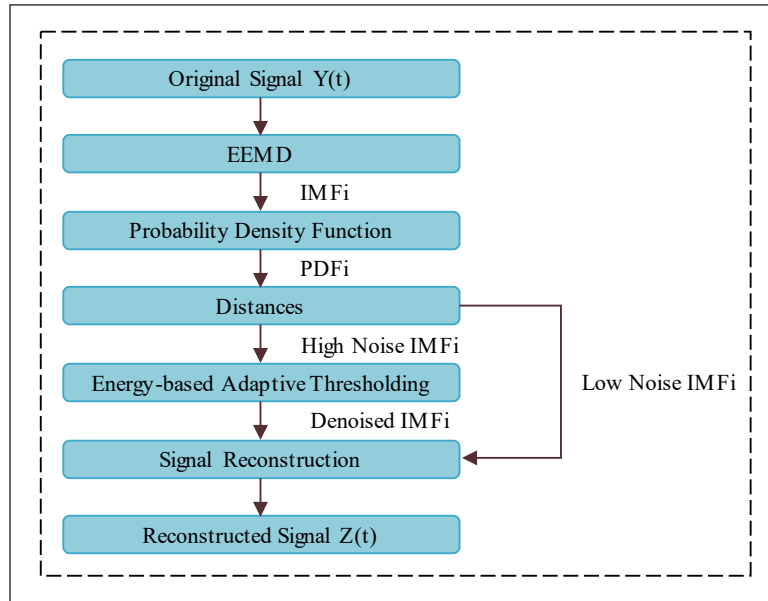 Original Signal Y(t)
EEMD
IMFi
Probability Density Function
PDFi
Distances
High Noise IMFi
Energy-based Adaptive Thresholding
Low Noise IMFi
Denoised IMFi
Signal Reconstruction
Reconstructed Signal Z(t)